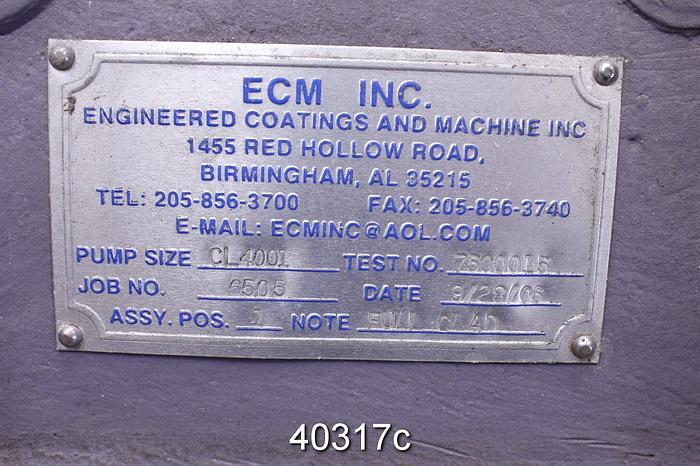 ECM INC.
ENGINEERED COATINGS AND MACHINE INC
1455 RED HOLLOW ROAD,
BIRMINGHAM, AL 35215
TEL: 205-856-3700 FAX: 205-856-3740
E-MAIL: ECMINC@AOL.COM
PUMP SIZE CL4001 TEST NO.
JOB NO. 6505 DATE 9/28/06
ASSY. POS. 1 NOTE FULL CLAD
40317c